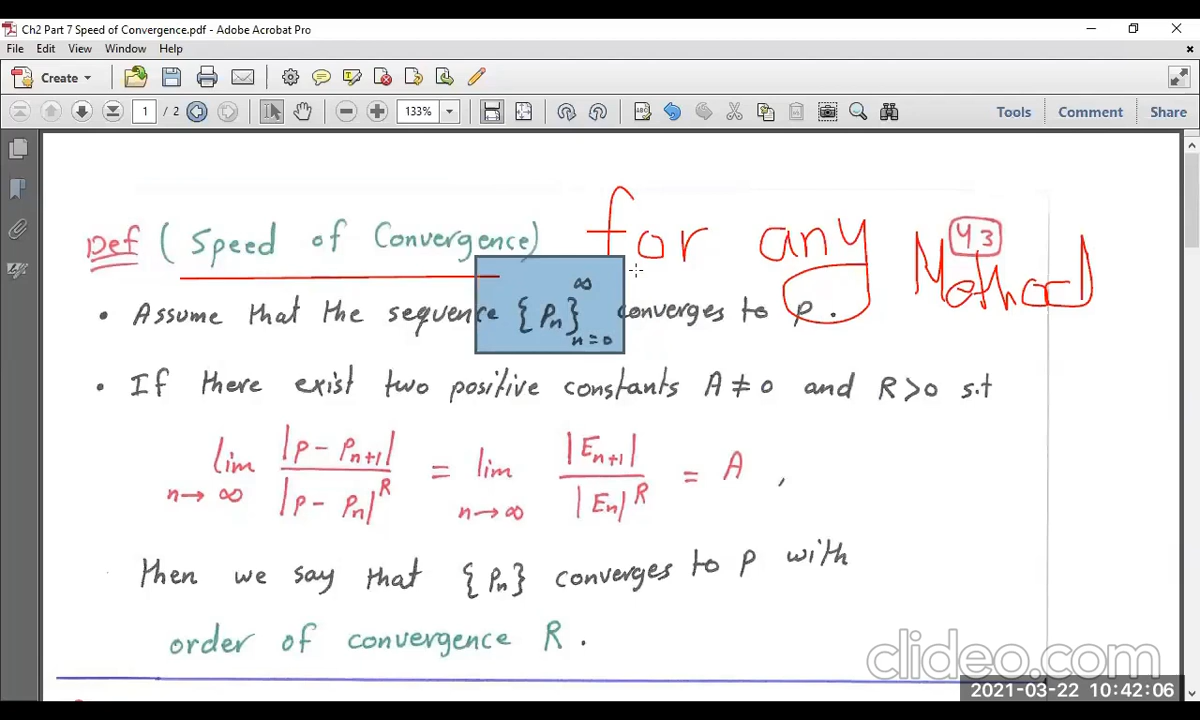 Ch2 Part 7 Speed of Convergence.pdf - Adobe Acrobat Pro
File Edit View Window Help
Create
1 / 2 133% Tools Comment Share
Def ( Speed of Convergence) for any Method 43
• Assume that the sequence {Pn}∞n=0 converges to p.
• If there exist two positive constants A ≠ 0 and R > 0 s.t
lim n→∞ |p - Pn+1| / |p - Pn|^R = lim n→∞ |En+1| / |En|^R = A ,
Then we say that {Pn} converges to p with
order of convergence R .
clideo.com
2021-03-22 10:42:06